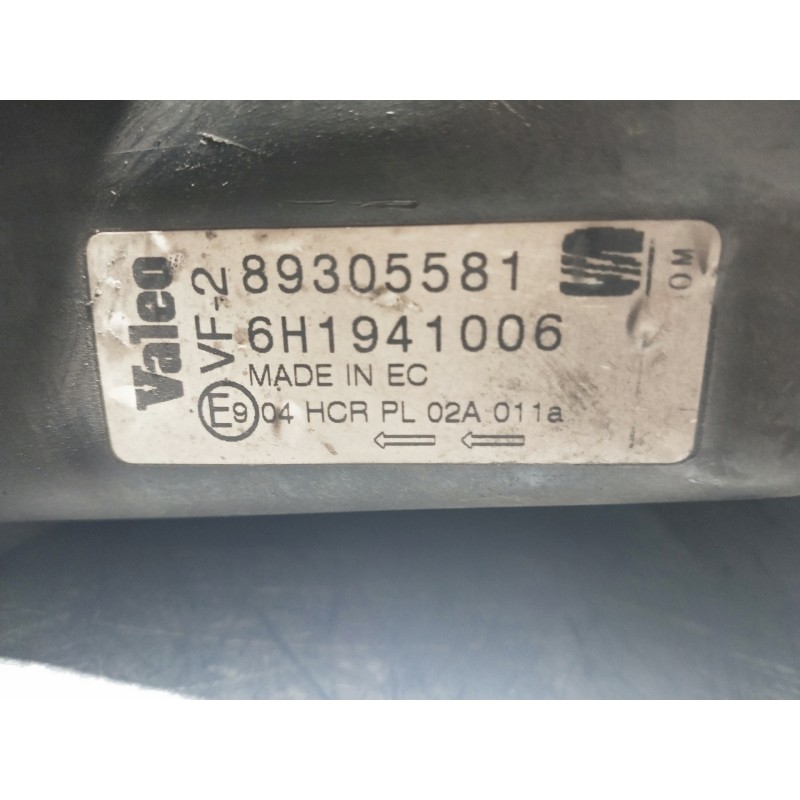 Valeo
VF-2
89305581
6H1941006
MADE IN EC
E9 04 HCR PL 02A 011a
OM